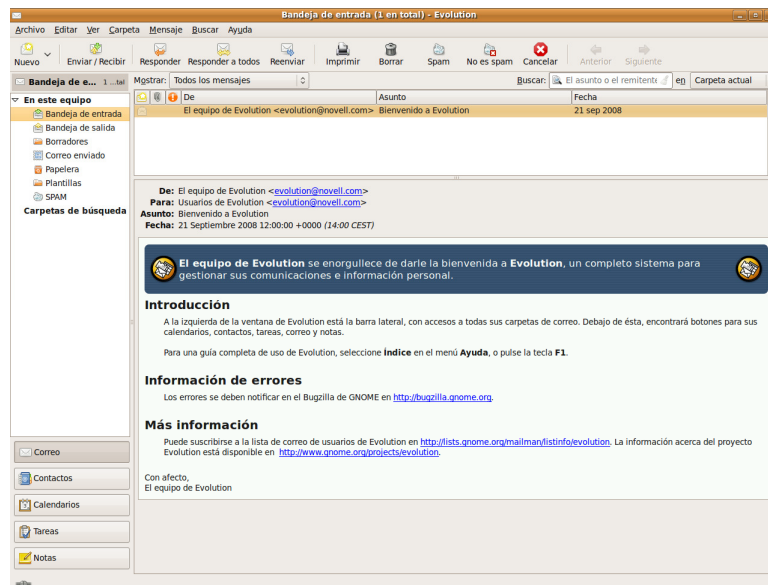 Bandeja de entrada (1 en total) - Evolution
Archivo Editar Ver Carpeta Mensaje Buscar Ayuda
Nuevo Enviar / Recibir Responder Responder a todos Reenviar Imprimir Borrar Spam No es spam Cancelar Anterior Siguiente
Bandeja de e... 1 ...tal Mostrar: Todos los mensajes Buscar: El asunto o el remitente en Carpeta actual
En este equipo
Bandeja de entrada
Bandeja de salida
Borradores
Correo enviado
Papelera
Plantillas
SPAM
Carpetas de búsqueda
De Asunto Fecha
El equipo de Evolution <evolution@novell.com> Bienvenido a Evolution 21 sep 2008
De: El equipo de Evolution <evolution@novell.com>
Para: Usuarios de Evolution <evolution@novell.com>
Asunto: Bienvenido a Evolution
Fecha: 21 Septiembre 2008 12:00:00 +0000 (14:00 CEST)
El equipo de Evolution se enorgullece de darle la bienvenida a Evolution, un completo sistema para
gestionar sus comunicaciones e información personal.
Introducción
A la izquierda de la ventana de Evolution está la barra lateral, con accesos a todas sus carpetas de correo. Debajo de ésta, encontrará botones para sus
calendarios, contactos, tareas, correo y notas.
Para una guía completa de uso de Evolution, seleccione Índice en el menú Ayuda, o pulse la tecla F1.
Información de errores
Los errores se deben notificar en el Bugzilla de GNOME en http://bugzilla.gnome.org.
Más información
Puede suscribirse a la lista de correo de usuarios de Evolution en http://lists.gnome.org/mailman/listinfo/evolution. La información acerca del proyecto
Evolution está disponible en http://www.gnome.org/projects/evolution.
Con afecto,
El equipo de Evolution
Correo
Contactos
Calendarios
Tareas
Notas